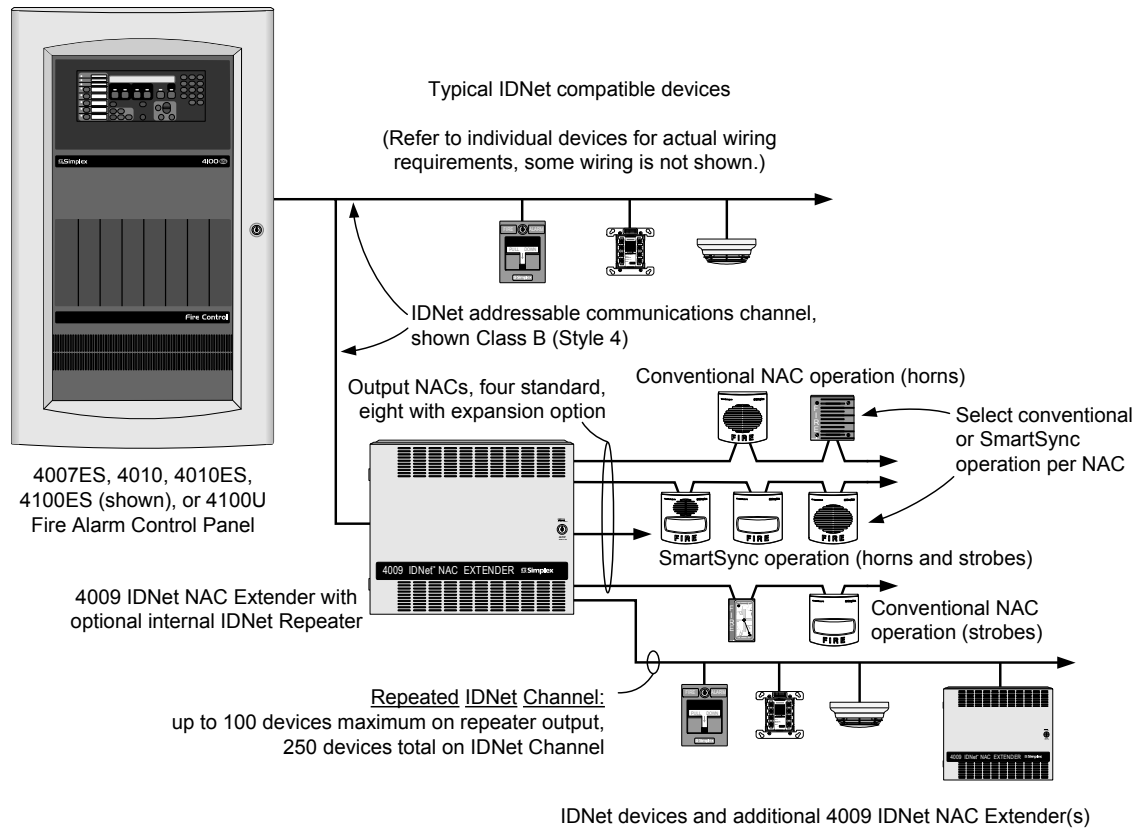 Typical IDNet compatible devices
(Refer to individual devices for actual wiring
requirements, some wiring is not shown.)
Simplex
4100
Fire Control
IDNet addressable communications channel,
shown Class B (Style 4)
4007ES, 4010, 4010ES,
4100ES (shown), or 4100U
Fire Alarm Control Panel
Output NACs, four standard,
eight with expansion option
Conventional NAC operation (horns)
FIRE
Select conventional
or SmartSync
operation per NAC
FIRE
FIRE
FIRE
SmartSync operation (horns and strobes)
4009 IDNet™ NAC EXTENDER
Simplex
4009 IDNet NAC Extender with
optional internal IDNet Repeater
FIRE
Conventional NAC
operation (strobes)
Repeated IDNet Channel:
up to 100 devices maximum on repeater output,
250 devices total on IDNet Channel
4009 IDNet™ NAC EXTENDER
Simplex
IDNet devices and additional 4009 IDNet NAC Extender(s)